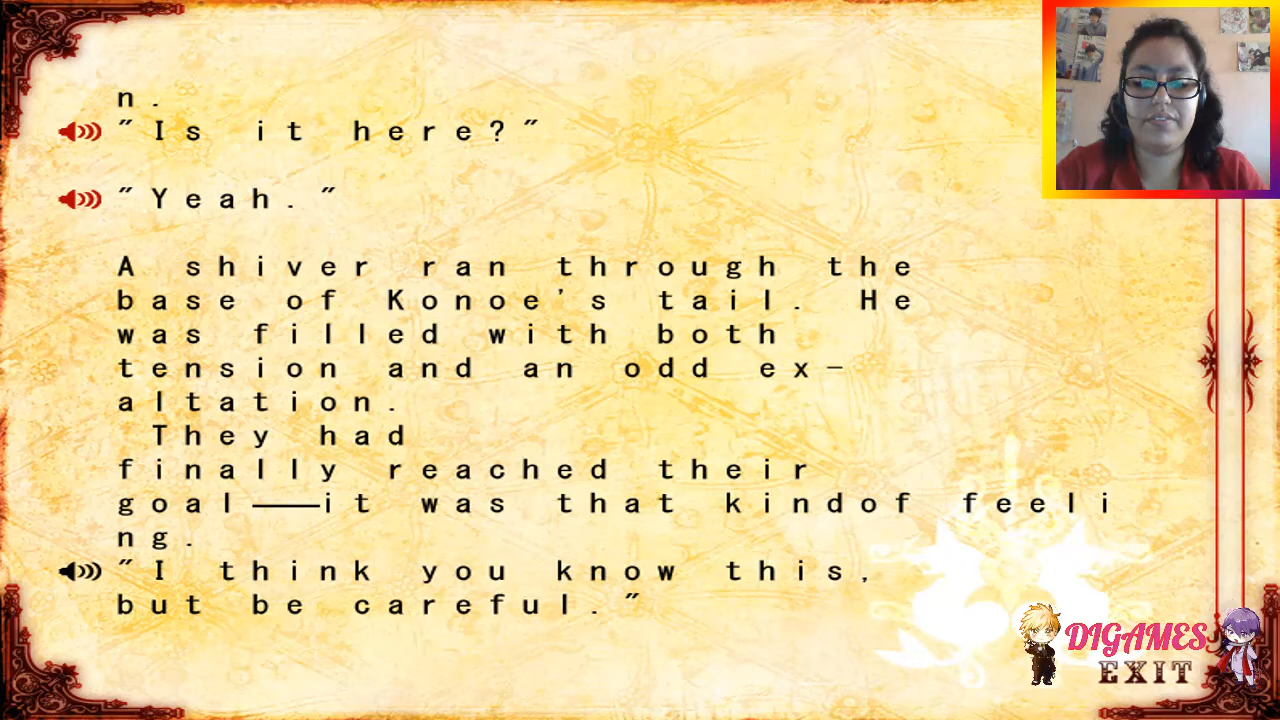 n.
"Is it here?"
"Yeah."
A shiver ran through the
base of Konoe's tail. He
was filled with both
tension and an odd ex-
altation.
They had
finally reached their
goal——it was that kindof feeli
ng.
"I think you know this,
but be careful."
DIGAMES
EXIT